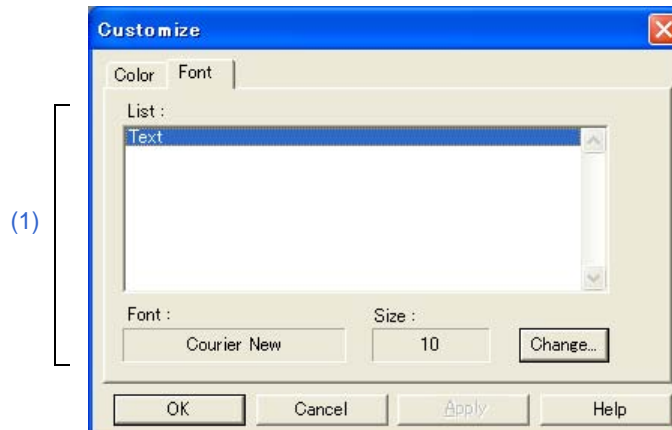 Customize
Color Font
List :
Text
(1)
Font : Size :
Courier New 10 Change...
OK Cancel Apply Help